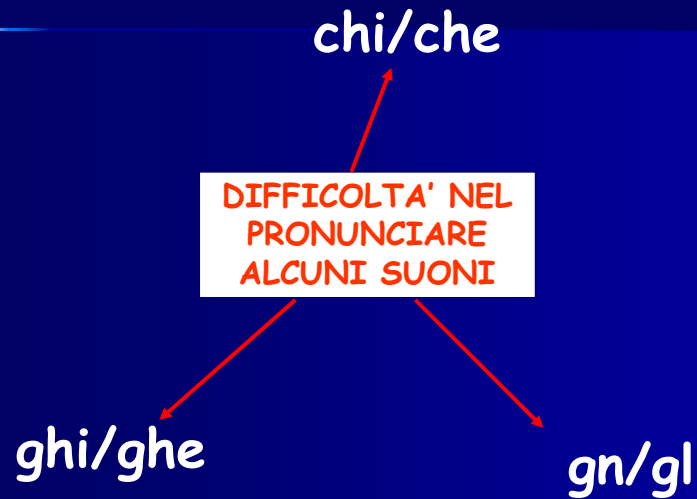 chi/che
DIFFICOLTA' NEL
PRONUNCIARE
ALCUNI SUONI
ghi/ghe
gn/gl